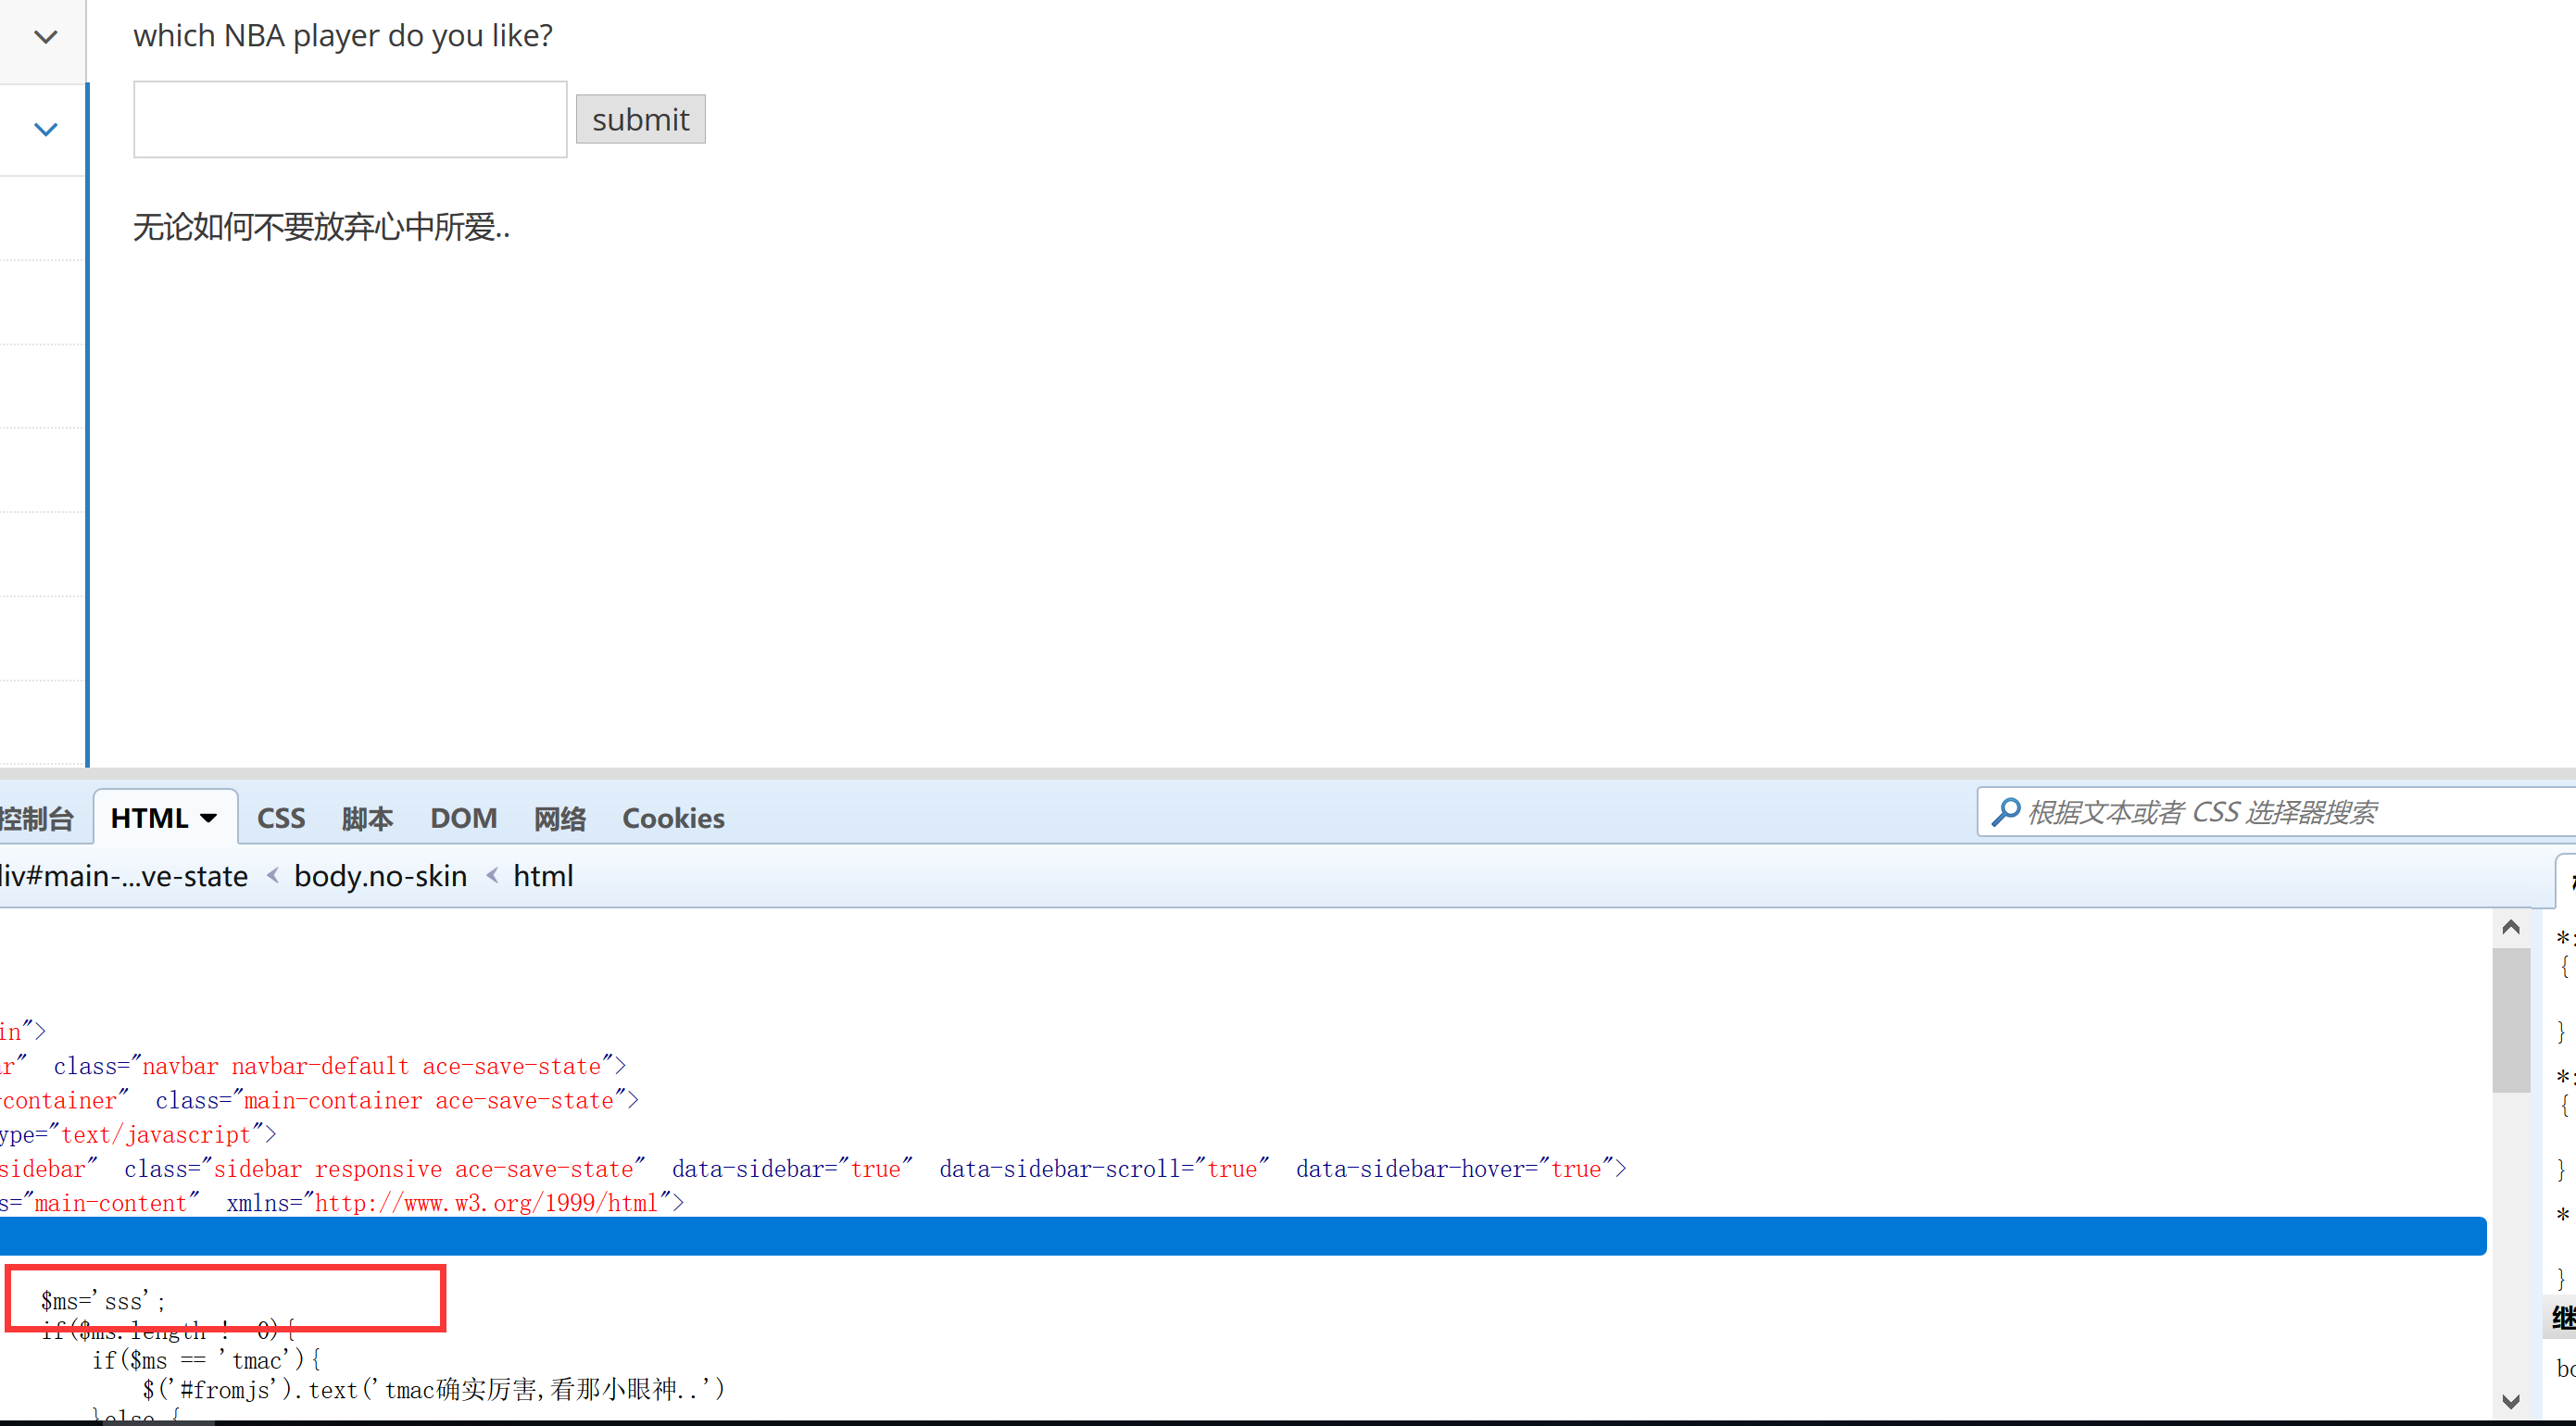 which NBA player do you like?
submit
无论如何不要放弃心中所爱..
控制台 HTML CSS 脚本 DOM 网络 Cookies 根据文本或者 CSS 选择器搜索
liv#main-...ve-state < body.no-skin < html
in">
ar" class="navbar navbar-default ace-save-state">
-container" class="main-container ace-save-state">
ype="text/javascript">
sidebar" class="sidebar responsive ace-save-state" data-sidebar="true" data-sidebar-scroll="true" data-sidebar-hover="true">
s="main-content" xmlns="http://www.w3.org/1999/html">
$ms='sss';
if($ms.length != 0){
if($ms == 'tmac'){
$('#fromjs').text('tmac确实厉害,看那小眼神..')
}else {
*:
{
}
*:
{
}
*
}
继
bo